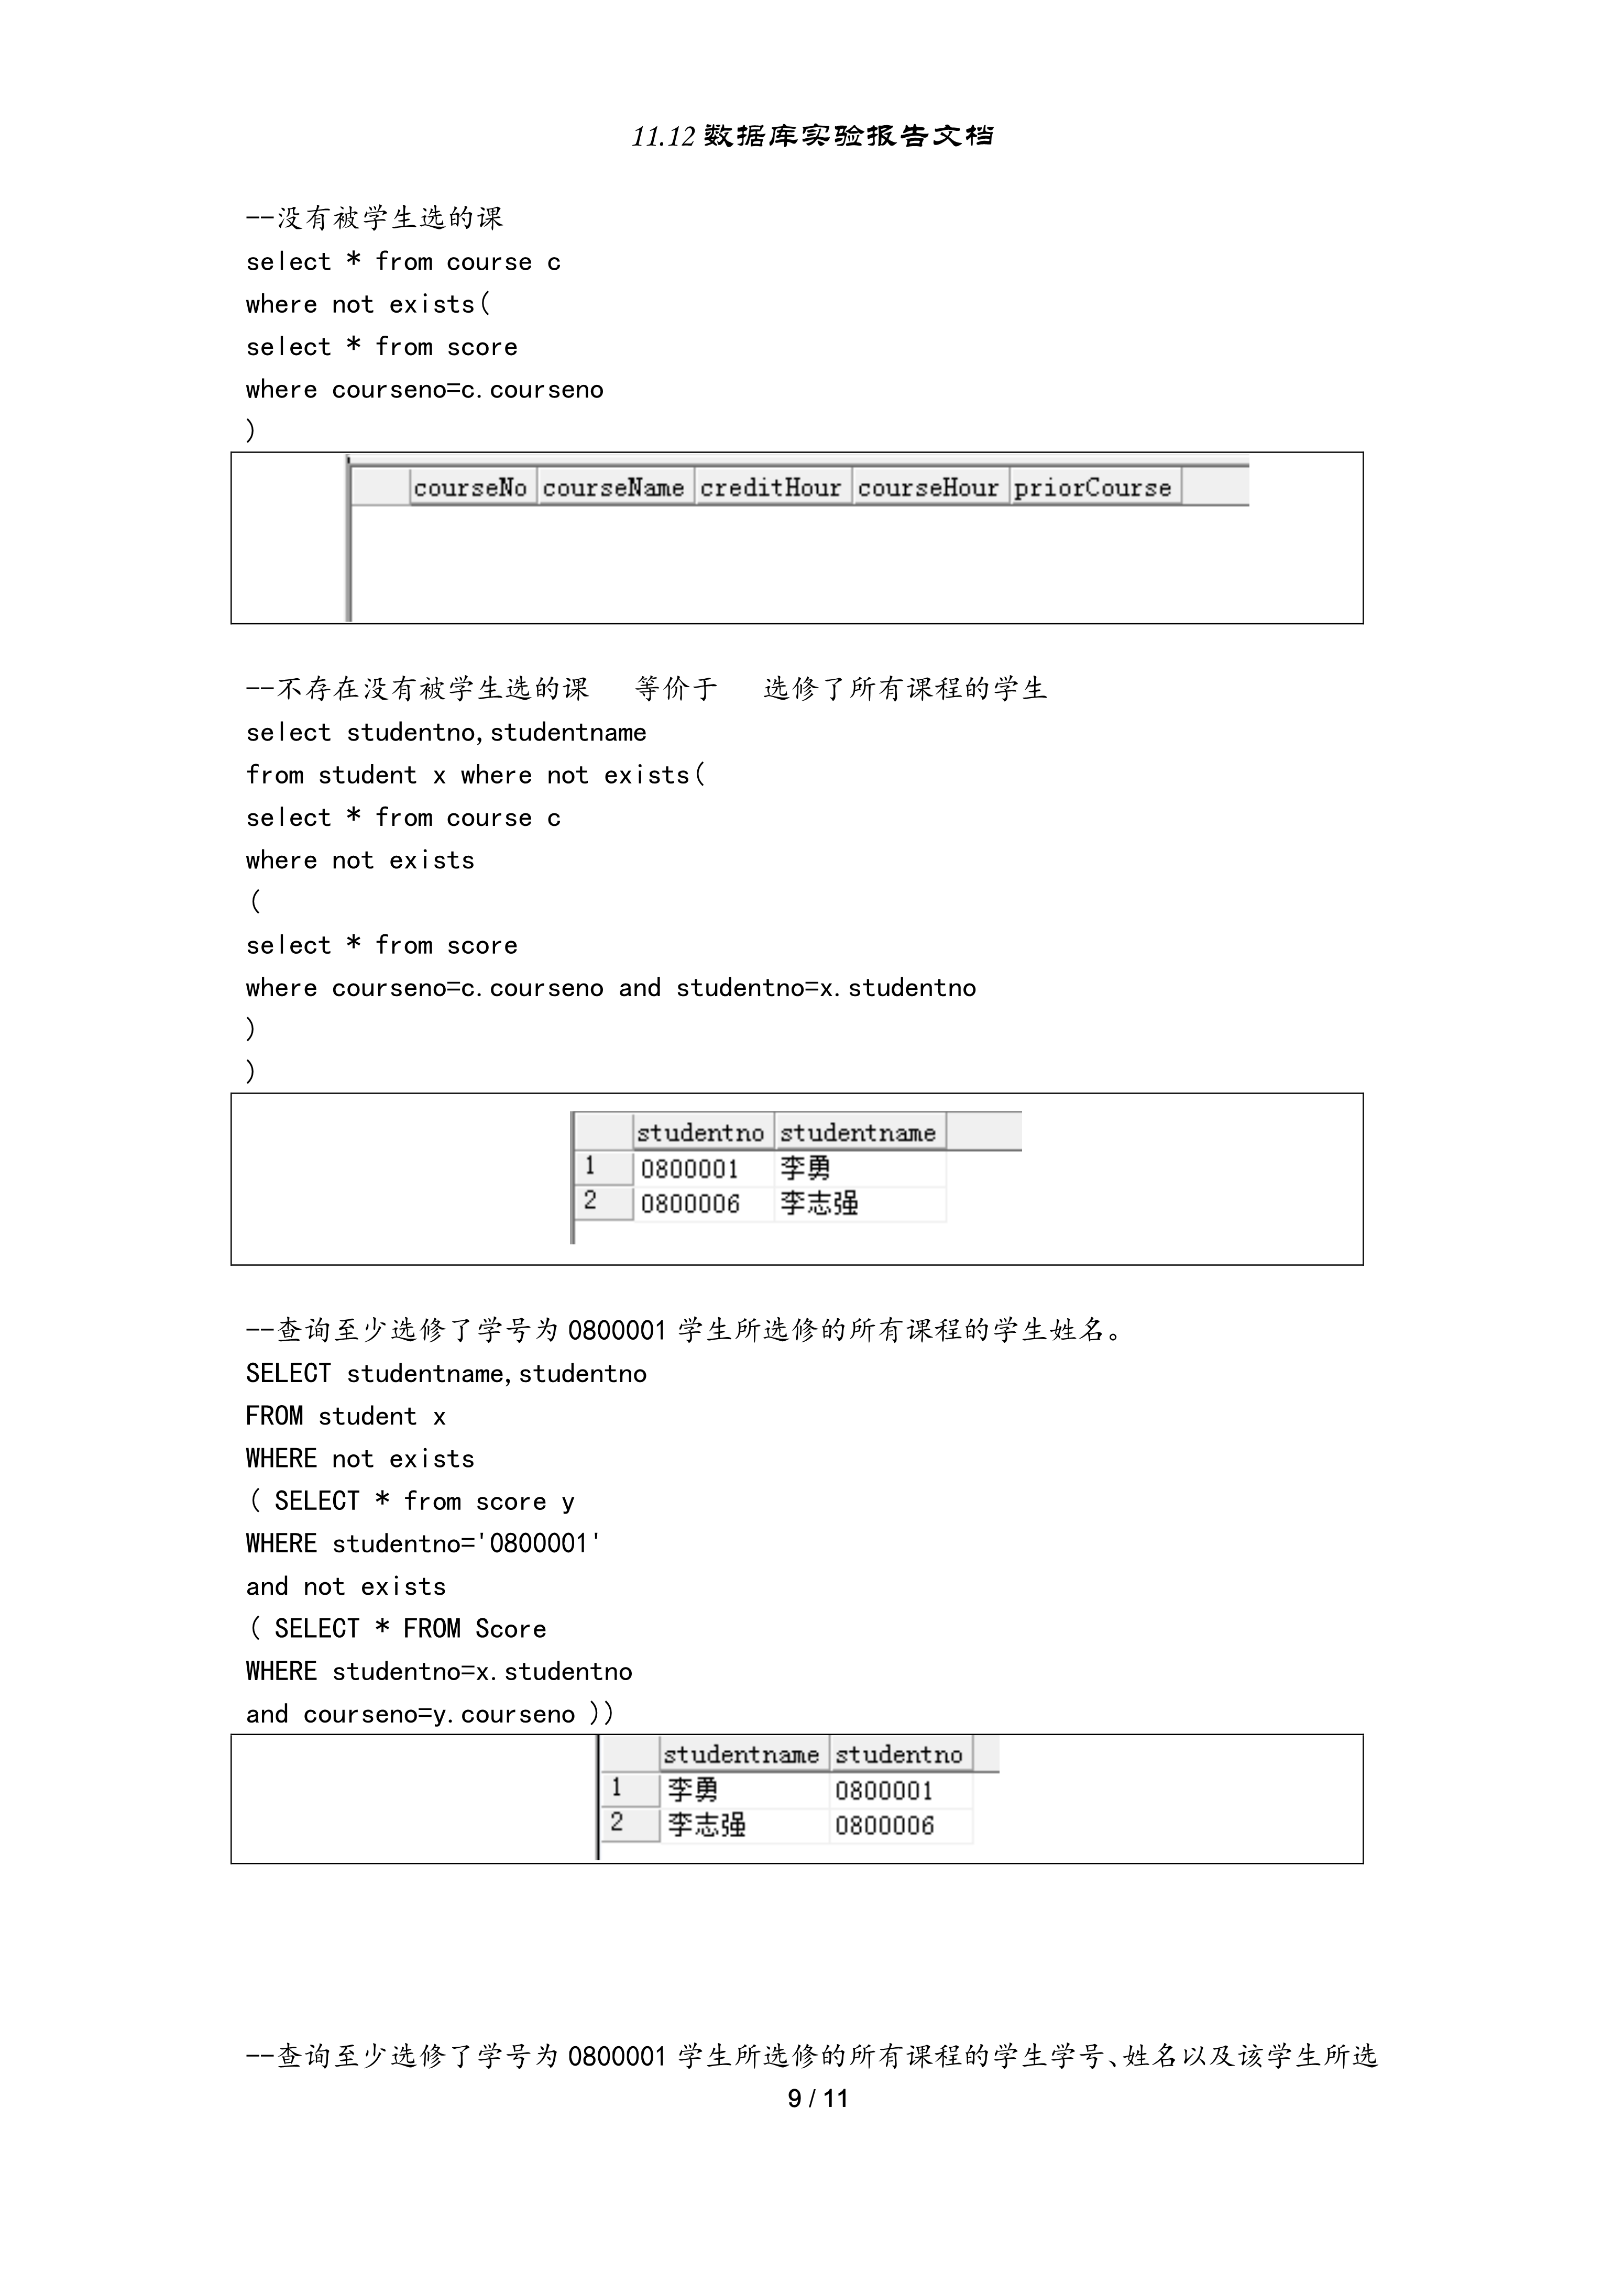 11.12 数据库实验报告文档
--没有被学生选的课
select * from course c
where not exists(
select * from score
where courseno=c.courseno
)
courseNo courseName creditHour courseHour priorCourse
--不存在没有被学生选的课 等价于 选修了所有课程的学生
select studentno,studentname
from student x where not exists(
select * from course c
where not exists
(
select * from score
where courseno=c.courseno and studentno=x.studentno
)
)
studentno studentname
1 0800001 李勇
2 0800006 李志强
--查询至少选修了学号为 0800001 学生所选修的所有课程的学生姓名。
SELECT studentname,studentno
FROM student x
WHERE not exists
( SELECT * from score y
WHERE studentno='0800001'
and not exists
( SELECT * FROM Score
WHERE studentno=x.studentno
and courseno=y.courseno ))
studentname studentno
1 李勇 0800001
2 李志强 0800006
--查询至少选修了学号为 0800001 学生所选修的所有课程的学生学号、姓名以及该学生所选
9 / 11